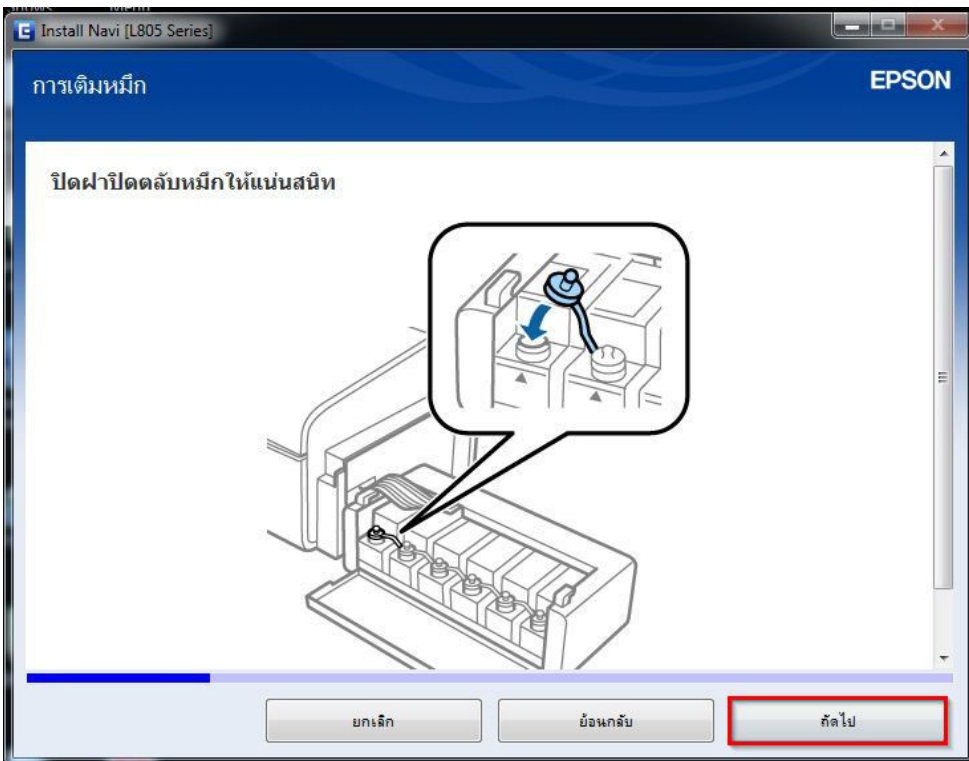 Install Navi [L805 Series]
การเติมหมึก
EPSON
ปิดฝาปิดตลับหมึกให้แน่นสนิท
ยกเลิก
ย้อนกลับ
ถัดไป